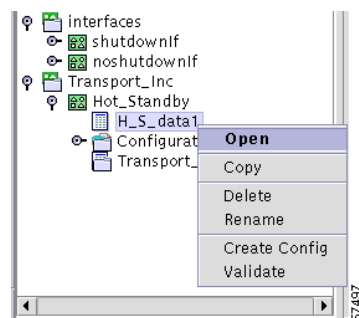 interfaces
shutdownIf
noshutdownIf
Transport_Inc
Hot_Standby
H_S_data1
Configurat
Transport_
Open
Copy
Delete
Rename
Create Config
Validate
57497